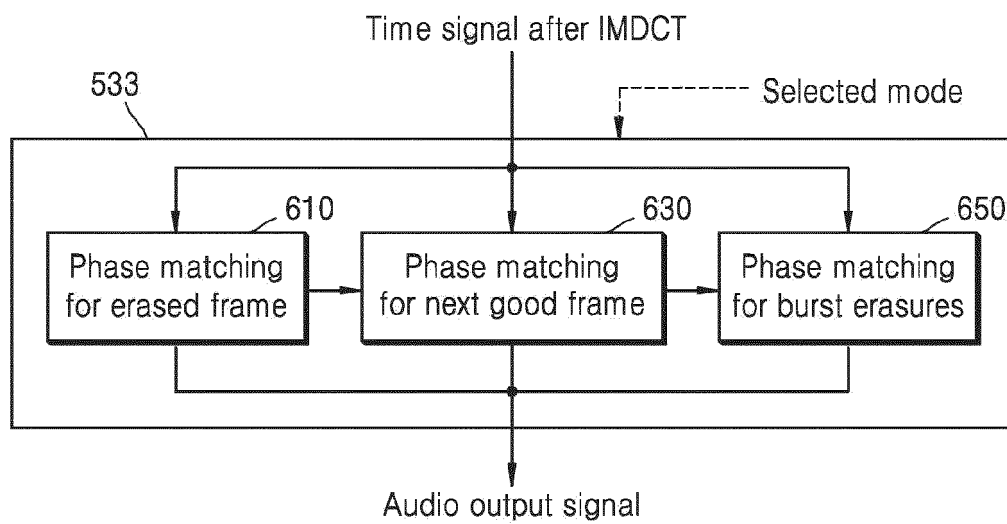 Time signal after IMDCT
533
Selected mode
610
630
650
Phase matching
for erased frame
Phase matching
for next good frame
Phase matching
for burst erasures
Audio output signal